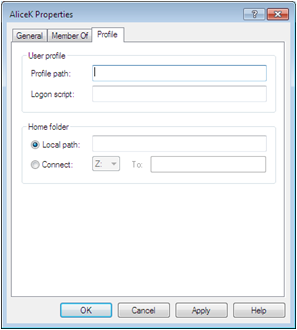 AliceK Properties
General Member Of Profile
User profile
Profile path:
Logon script:
Home folder
Local path:
Connect: Z: To:
OK Cancel Apply Help